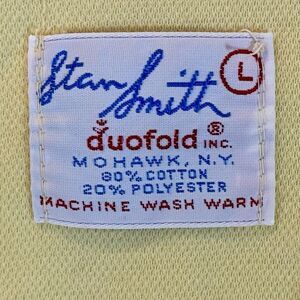 Stan Smith L
duofold® INC.
MOHAWK, N.Y.
80% COTTON
20% POLYESTER
MACHINE WASH WARM